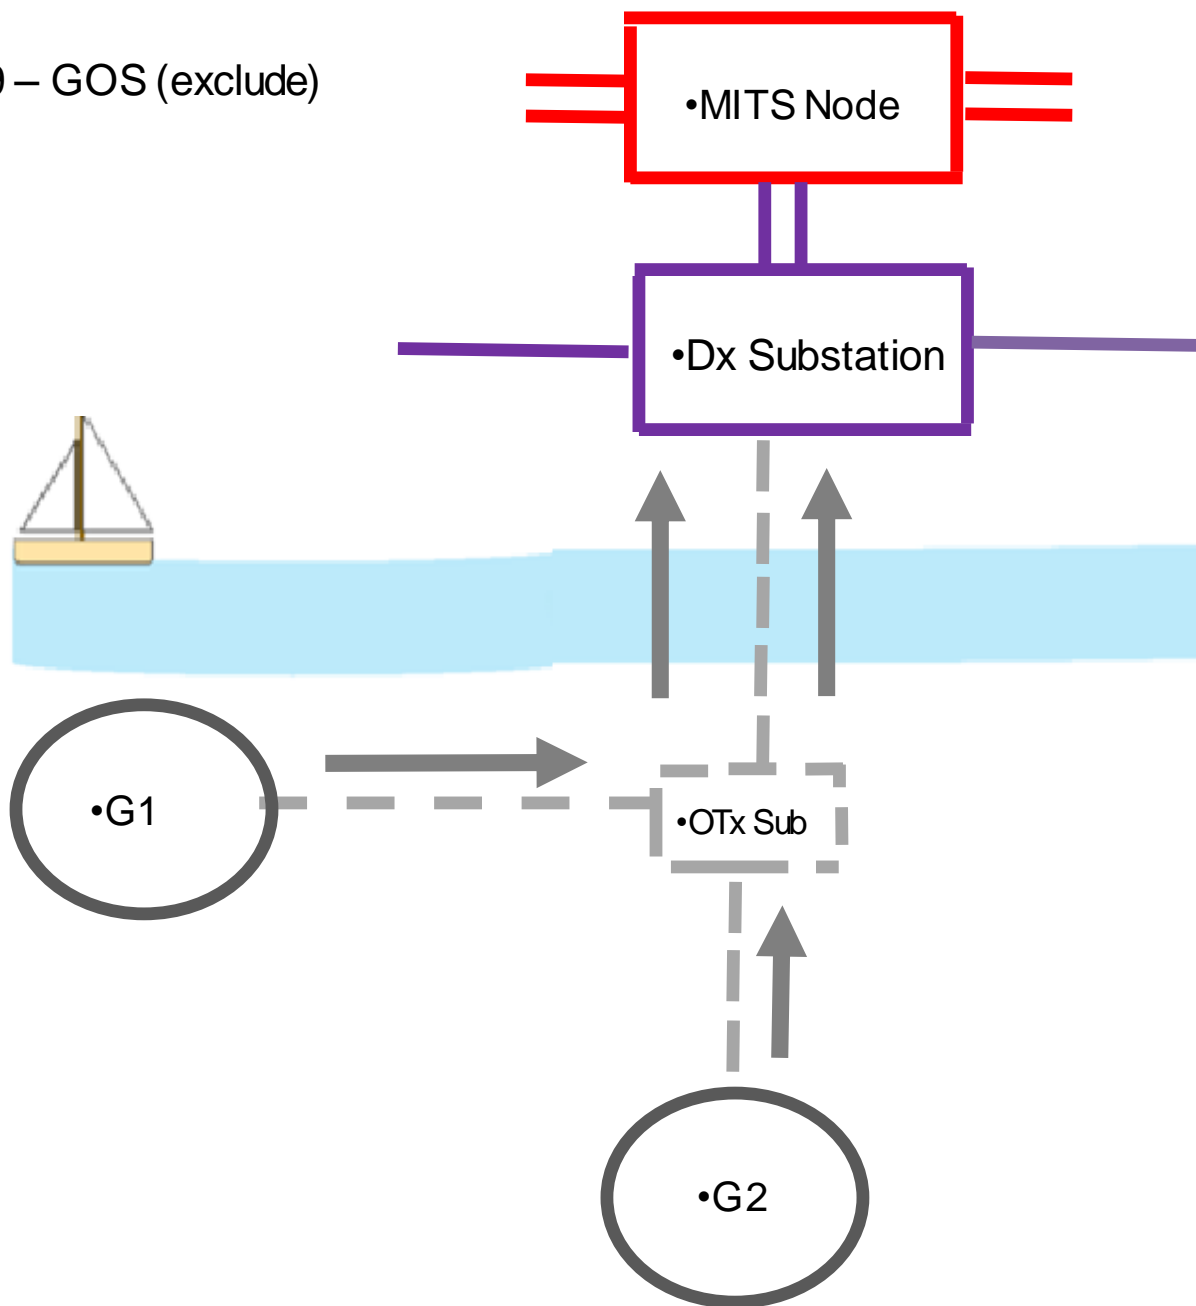 – GOS (exclude)
•MITS Node
•Dx Substation
•G1
•OTx Sub
•G2